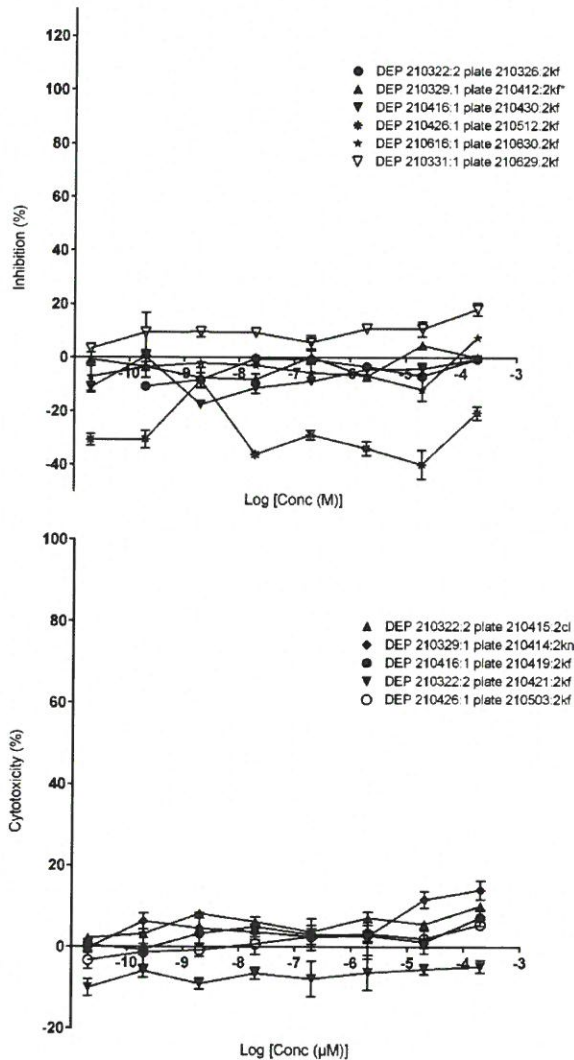 120
100
80
60
40
20
0
-20
-40
Inhibition (%)
-10
-9
-8
-7
-6
-5
-4
-3
Log [Conc (M)]
DEP 210322:2 plate 210326:2kf
DEP 210329:1 plate 210412:2kf*
DEP 210416:1 plate 210430:2kf
DEP 210426:1 plate 210512:2kf
DEP 210616:1 plate 210630:2kf
DEP 210331:1 plate 210629:2kf
100
80
60
40
20
0
-20
Cytotoxicity (%)
-10
-9
-8
-7
-6
-5
-4
-3
Log [Conc (µM)]
DEP 210322:2 plate 210415:2cl
DEP 210329:1 plate 210414:2kn
DEP 210416:1 plate 210419:2kf
DEP 210322:2 plate 210421:2kf
DEP 210426:1 plate 210503:2kf